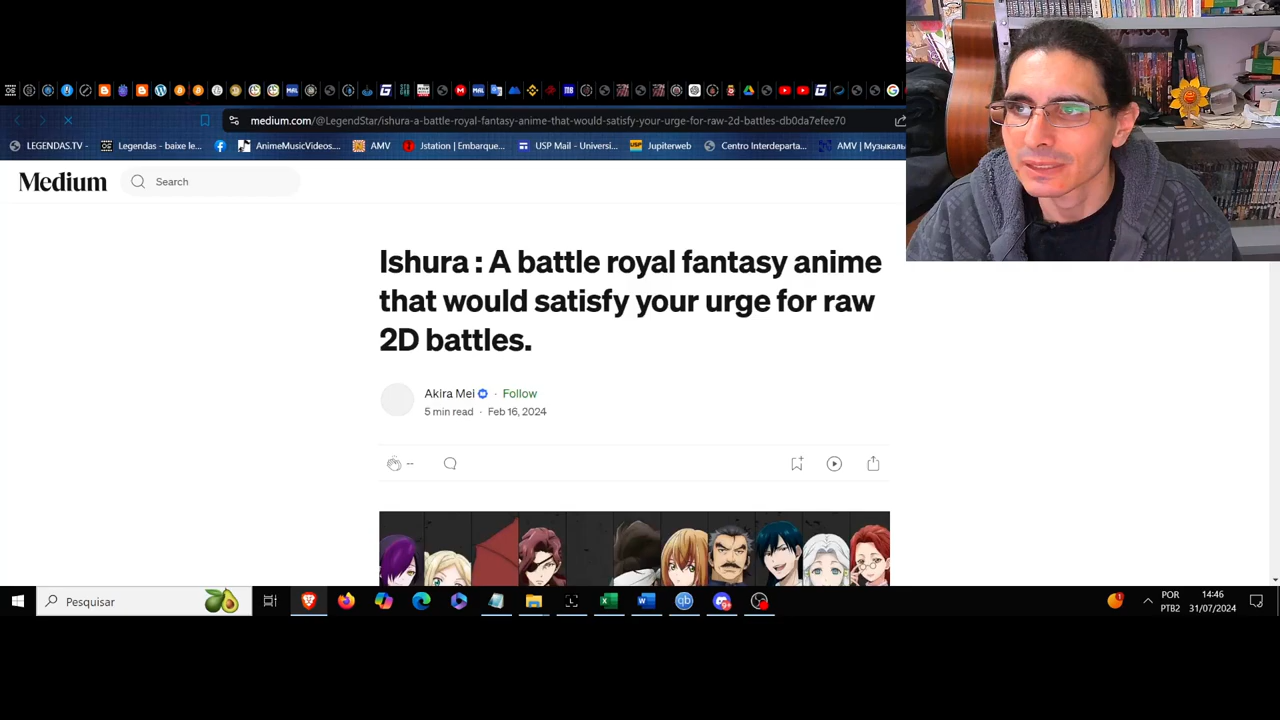 medium.com/@LegendStar/ishura-a-battle-royal-fantasy-anime-that-would-satisfy-your-urge-for-raw-2d-battles-db0da7efee70
LEGENDAS.TV - Legendas - baixe le... AnimeMusicVideos... AMV Jstation | Embarque... USP Mail - Universi... Jupiterweb Centro Interdeparta... AMV | Музыкаль
Medium Search
Ishura : A battle royal fantasy anime
that would satisfy your urge for raw
2D battles.
Akira Mei · Follow
5 min read · Feb 16, 2024
--
Pesquisar
POR 14:46
PTB2 31/07/2024